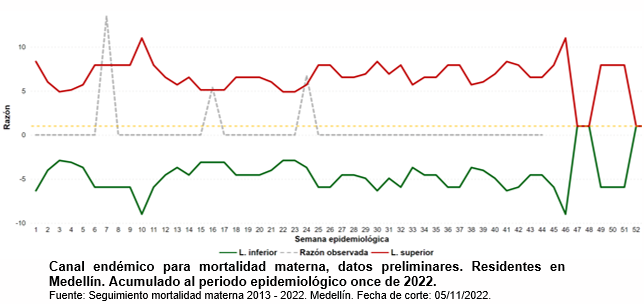 10
5
0
-5
-10
Razón
1 2 3 4 5 6 7 8 9 10 11 12 13 14 15 16 17 18 19 20 21 22 23 24 25 26 27 28 29 30 31 32 33 34 35 36 37 38 39 40 41 42 43 44 45 46 47 48 49 50 51 52
Semana epidemiológica
L. inferior Razón observada L. superior
Canal endémico para mortalidad materna, datos preliminares. Residentes en
Medellín. Acumulado al periodo epidemiológico once de 2022.
Fuente: Seguimiento mortalidad materna 2013 - 2022. Medellín. Fecha de corte: 05/11/2022.